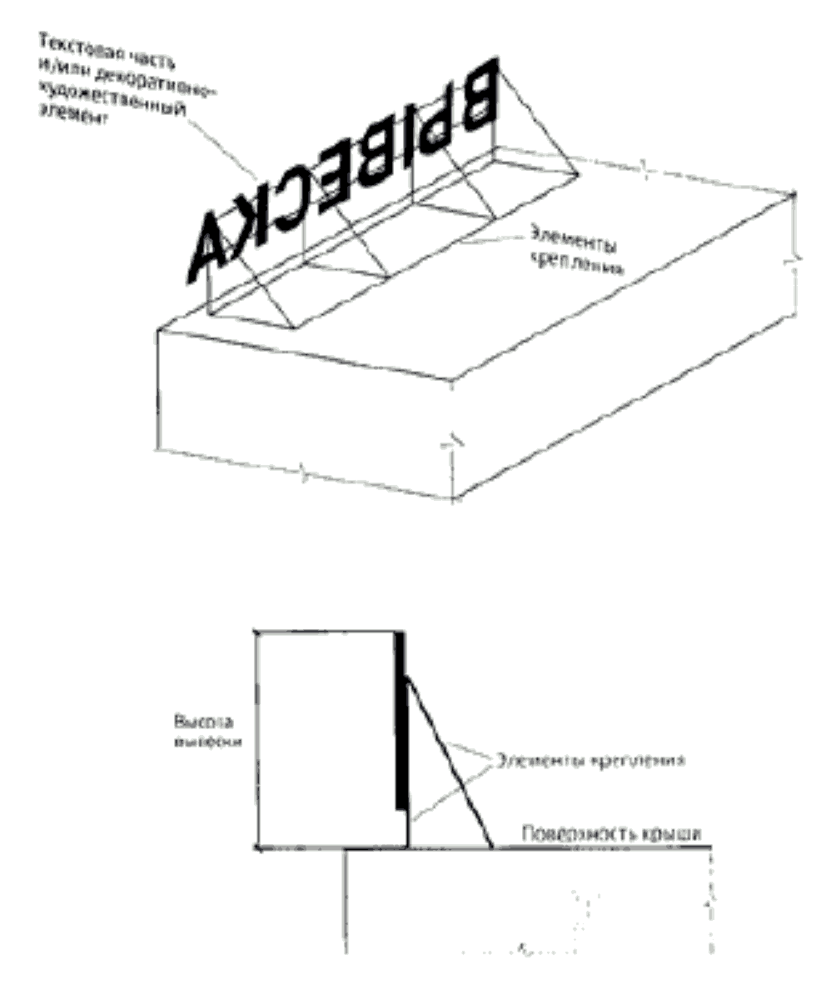 Текстовая часть
и/или декоративно-
художественный
элемент
ВЫВЕСКА
Элементы
крепления
Высота
вывески
Элементы крепления
Поверхность крыши